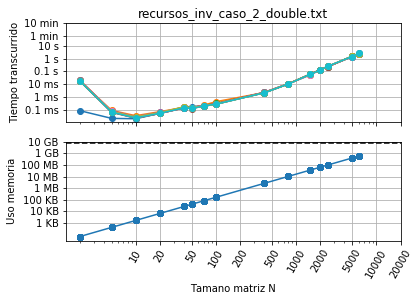 recursos_inv_caso_2_double.txt
Tiempo transcurrido
10 min
1 min
10 s
1 s
0.1 s
10 ms
1 ms
0.1 ms
Uso memoria
10 GB
1 GB
100 MB
10 MB
1 MB
100 KB
10 KB
1 KB
10 20 50 100 200 500 1000 2000 5000 10000 20000
Tamano matriz N